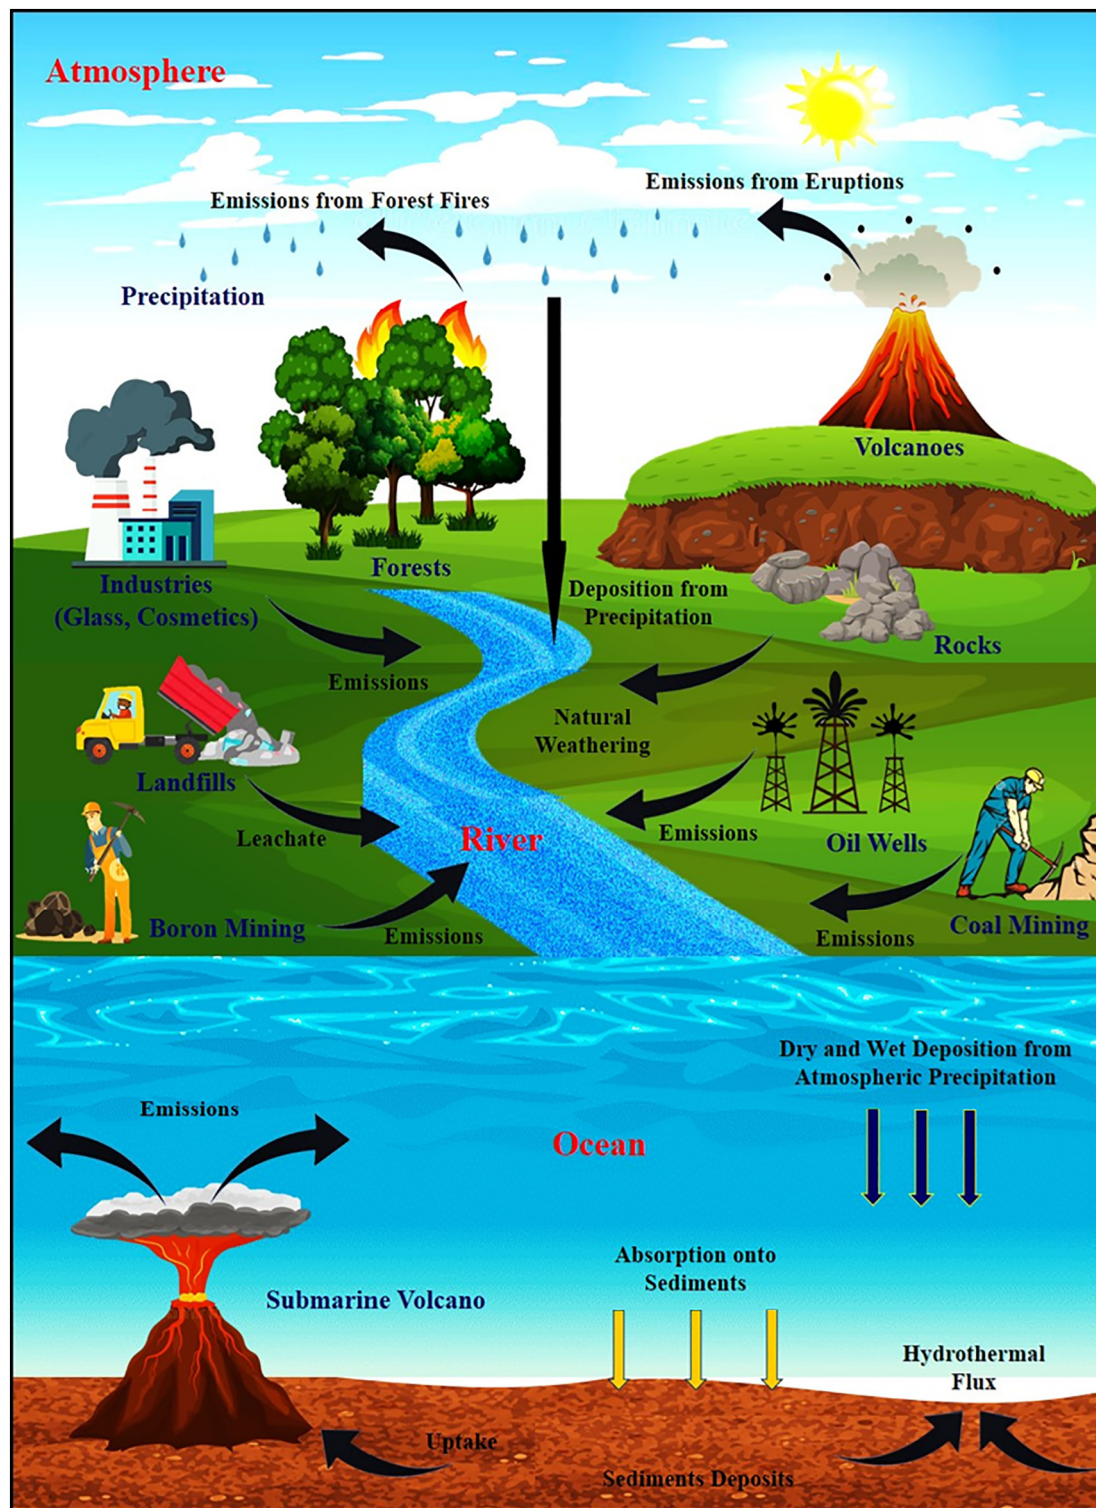 Atmosphere
Emissions from Eruptions
Emissions from Forest Fires
Precipitation
Volcanoes
Forests
Industries
(Glass, Cosmetics)
Deposition from
Precipitation
Rocks
Emissions
Natural
Weathering
Landfills
Leachate
River
Emissions
Oil Wells
Boron Mining
Emissions
Emissions
Coal Mining
Dry and Wet Deposition from
Atmospheric Precipitation
Emissions
Ocean
Absorption onto
Sediments
Submarine Volcano
Hydrothermal
Flux
Uptake
Sediments Deposits